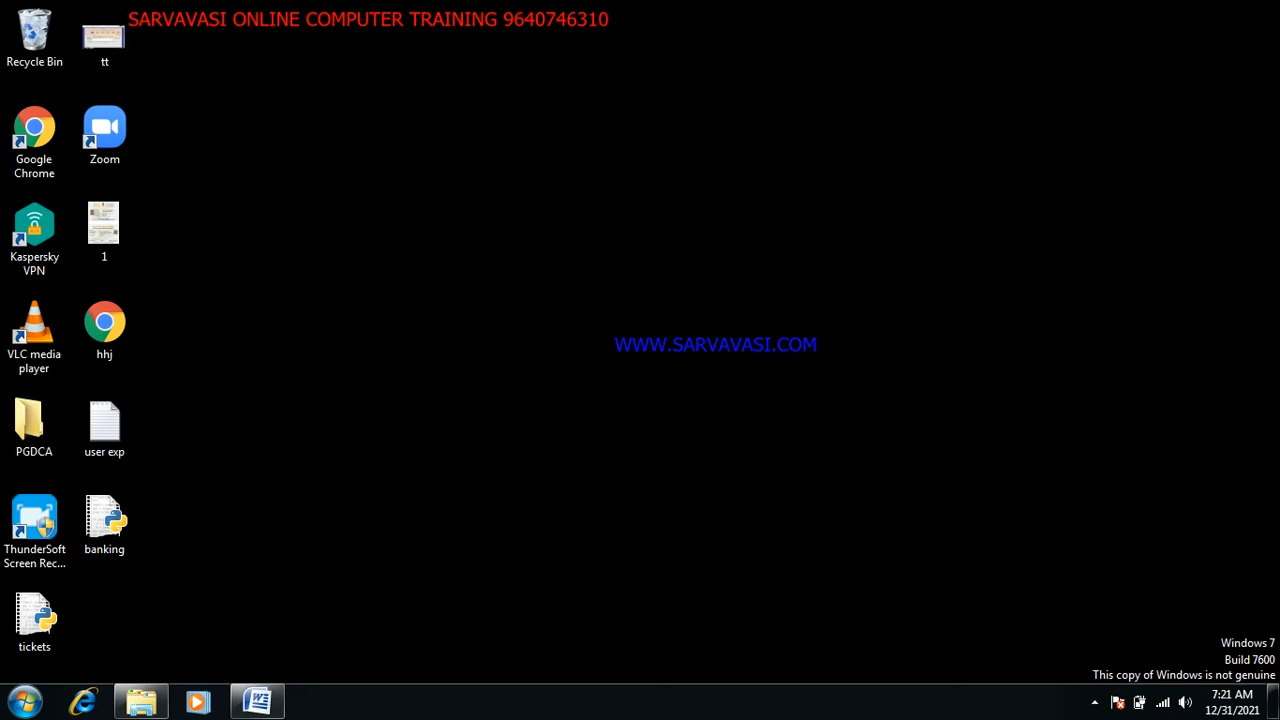 SARVAVASI ONLINE COMPUTER TRAINING 9640746310
Recycle Bin
tt
Google
Chrome
Zoom
Kaspersky
VPN
1
VLC media
player
hhj
WWW.SARVAVASI.COM
PGDCA
user exp
ThunderSoft
Screen Rec...
banking
tickets
Windows 7
Build 7600
This copy of Windows is not genuine
7:21 AM
12/31/2021